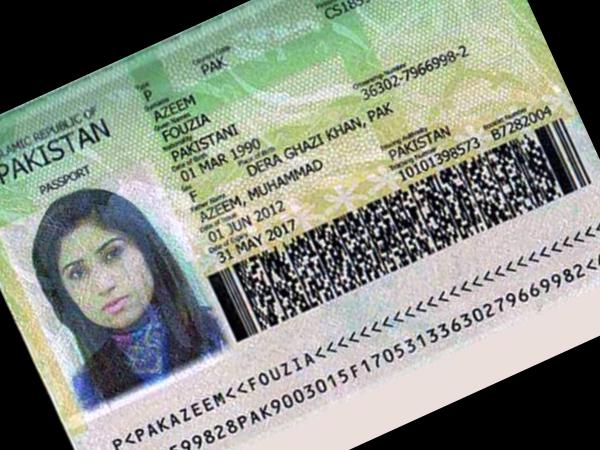 ISLAMIC REPUBLIC OF
PAKISTAN
PASSPORT
Type
P
Country Code
PAK
Surname
AZEEM
Given Names
FOUZIA
Nationality
PAKISTANI
Date of Birth
01 MAR 1990
Citizenship Number
36302-7966998-2
Sex
F
Place of Birth
DERA GHAZI KHAN, PAK
Father Name
AZEEM, MUHAMMAD
Date of Issue
01 JUN 2012
Issuing Authority
PAKISTAN
Date of Expiry
31 MAY 2017
Tracking Number
10101398573
Booklet Number
B7282004
P<PAKAZEEM<<FOUZIA<<<<<<<<<<<<<<<<<<<<<
599828PAK9003015F1705313363027966998 2<